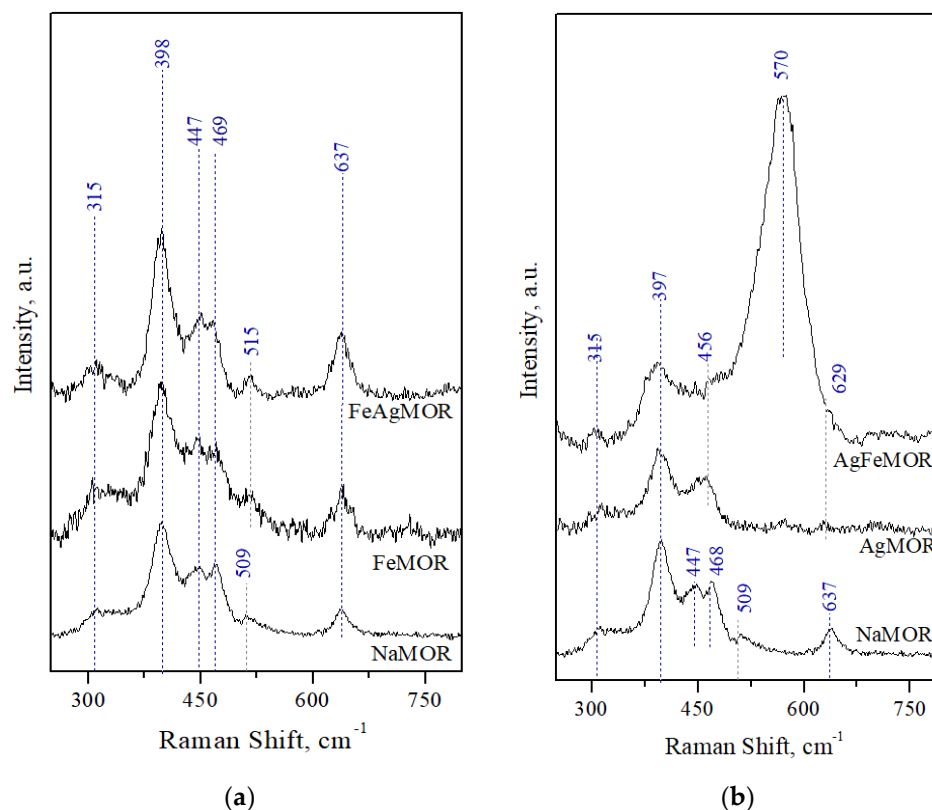 398
447
469
637
315
515
FeAgMOR
FeMOR
509
NaMOR
Intensity, a.u.
300
450
600
750
Raman Shift, cm-1
(a)
570
397
315
456
629
AgFeMOR
AgMOR
447
468
509
637
NaMOR
Intensity, a.u.
300
450
600
750
Raman Shift, cm-1
(b)